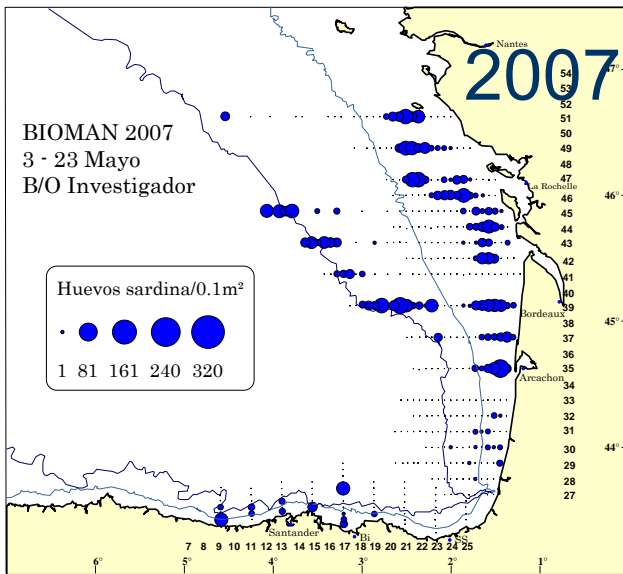 Nantes
2007
47°
54
53
52
51
50
49
48
47
46
45
44
43
42
41
40
39
38
37
36
35
34
33
32
31
30
29
28
27
BIOMAN 2007
3 - 23 Mayo
B/O Investigador
La Rochelle
46°
Huevos sardina/0.1m²
1 81 161 240 320
45°
Bordeaux
Arcachon
44°
Santander
Bi
SS
7 8 9 10 11 12 13 14 15 16 17 18 19 20 21 22 23 24 25
6° 5° 4° 3° 2° 1°